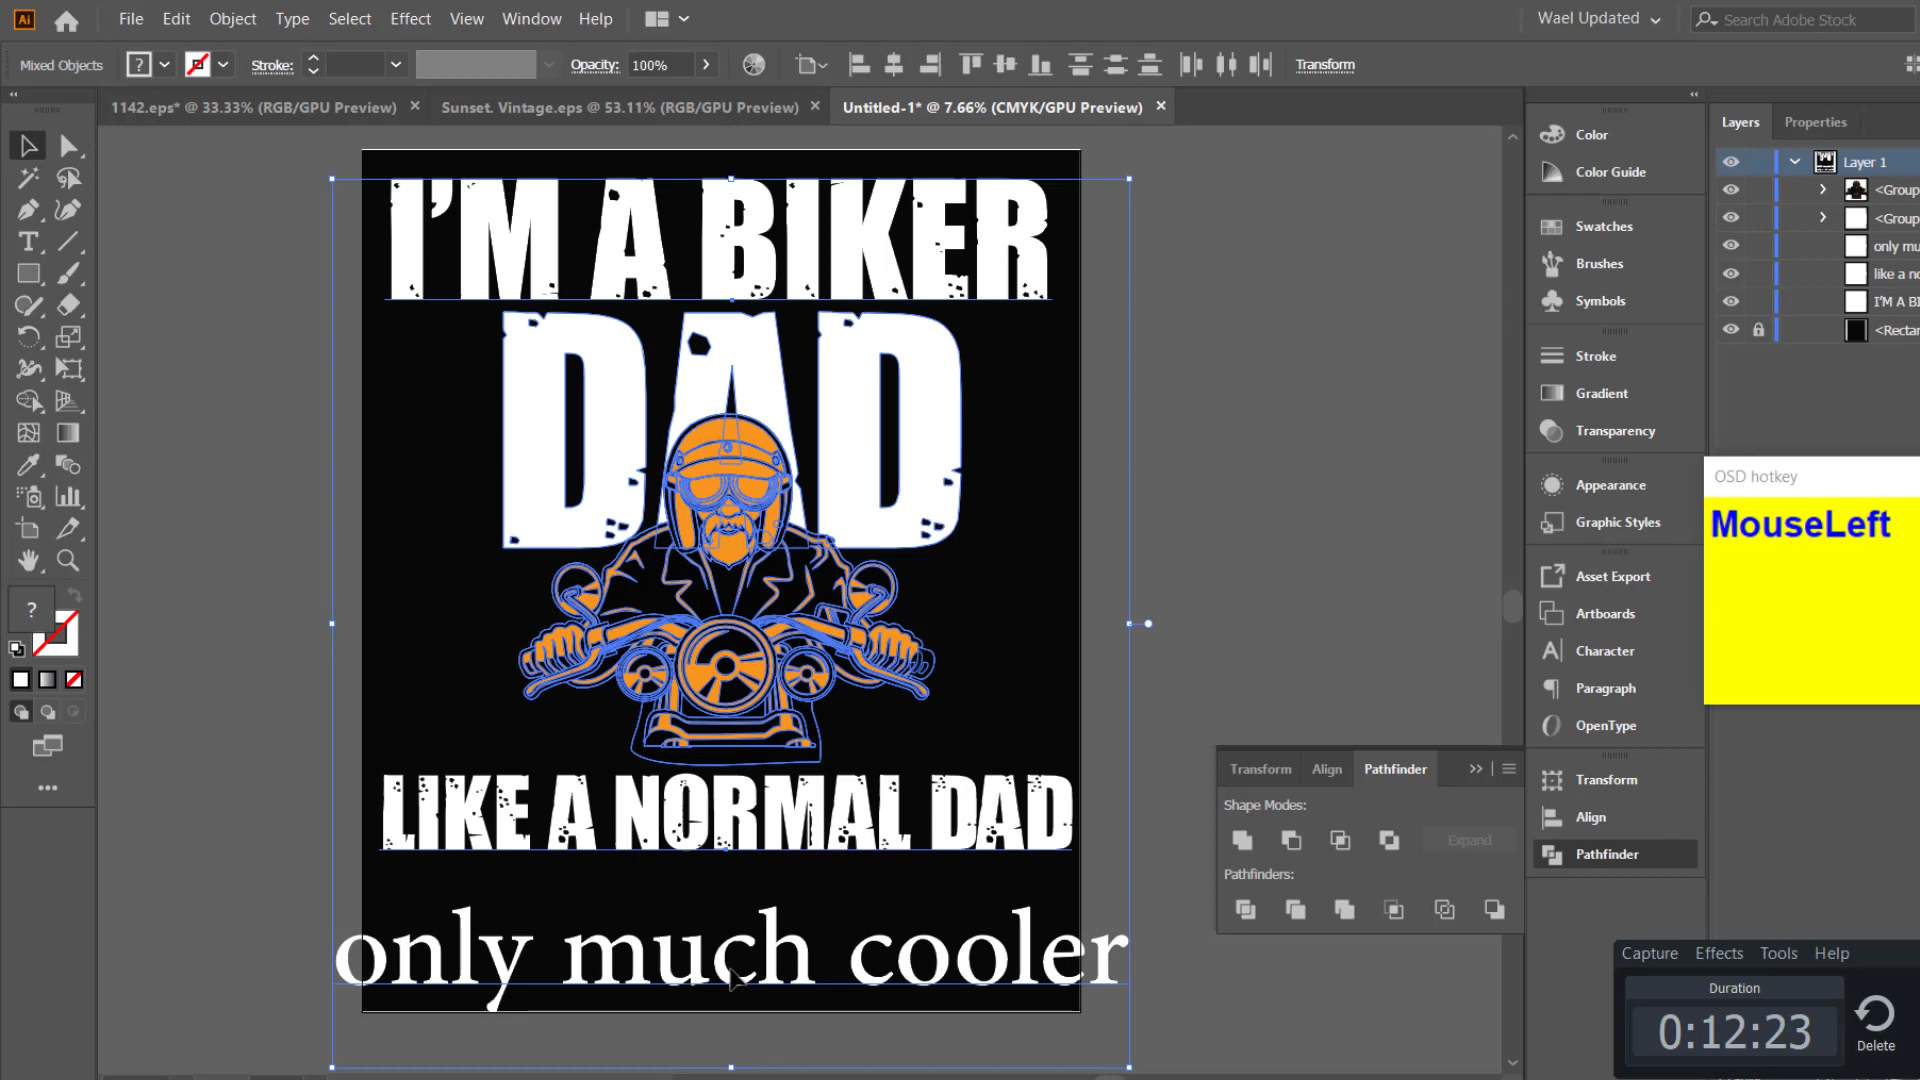 Ai File Edit Object Type Select Effect View Window Help Wael Updated Search Adobe Stock
Mixed Objects ? Stroke: Opacity: 100% Transform
1142.eps* @ 33.33% (RGB/GPU Preview) × Sunset. Vintage.eps @ 53.11% (RGB/GPU Preview) × Untitled-1* @ 7.66% (CMYK/GPU Preview) ×
I'M A BIKER
DAD
LIKE A NORMAL DAD
only much cooler
?
Color
Color Guide
Swatches
Brushes
Symbols
Stroke
Gradient
Transparency
Appearance
Graphic Styles
Asset Export
Artboards
Character
Paragraph
OpenType
Transform
Align
Pathfinder
Transform Align Pathfinder
Shape Modes:
Expand
Pathfinders:
Layers Properties
Layer 1
<Group
<Group
only mu
like a no
I'M A BI
<Rectan
OSD hotkey
MouseLeft
Capture Effects Tools Help
Duration
0:12:23
Delete